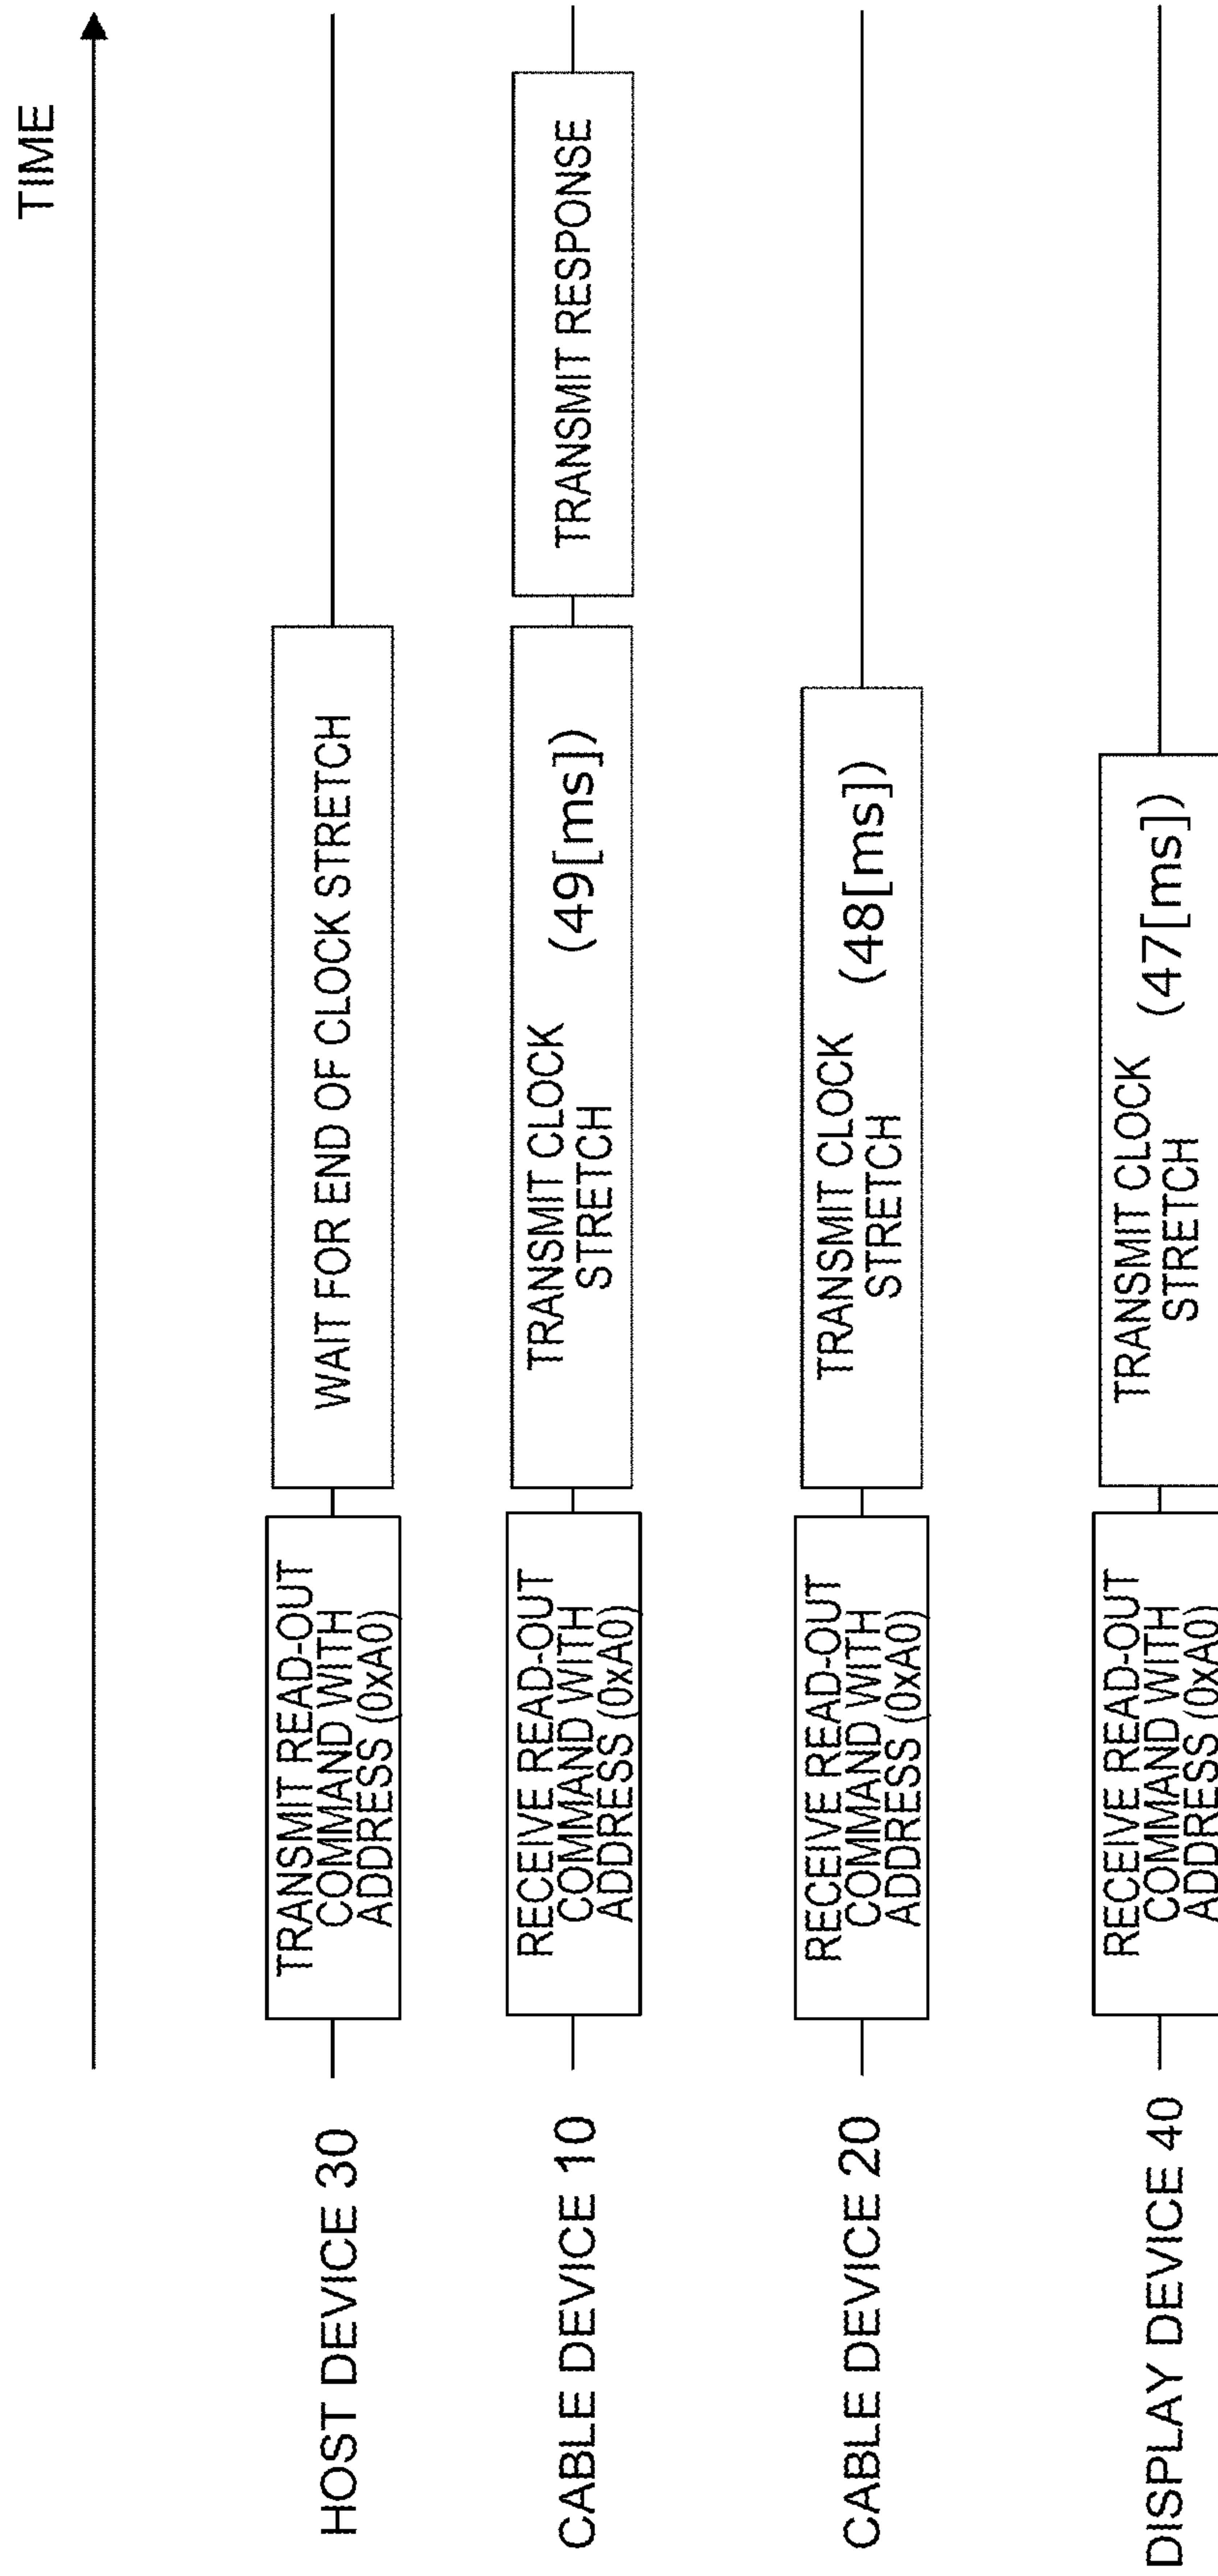 TIME
HOST DEVICE 30
TRANSMIT READ-OUT
COMMAND WITH
ADDRESS (0xA0)
WAIT FOR END OF CLOCK STRETCH
CABLE DEVICE 10
RECEIVE READ-OUT
COMMAND WITH
ADDRESS (0xA0)
TRANSMIT CLOCK
STRETCH
(49[ms])
TRANSMIT RESPONSE
CABLE DEVICE 20
RECEIVE READ-OUT
COMMAND WITH
ADDRESS (0xA0)
TRANSMIT CLOCK
STRETCH
(48[ms])
DISPLAY DEVICE 40
RECEIVE READ-OUT
COMMAND WITH
ADDRESS (0xA0)
TRANSMIT CLOCK
STRETCH
(47[ms])